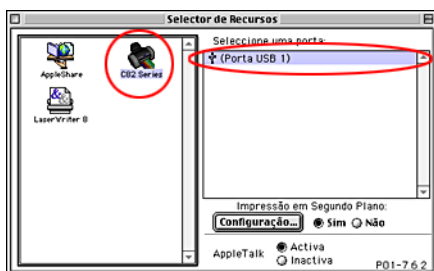 Selector de Recursos
AppleShare
C82 Series
LaserWriter 8
Seleccione uma porta:
(Porta USB 1)
Impressão em Segundo Plano:
Configuração... Sim Não
AppleTalk Activa
Inactiva
P01-7.6.2